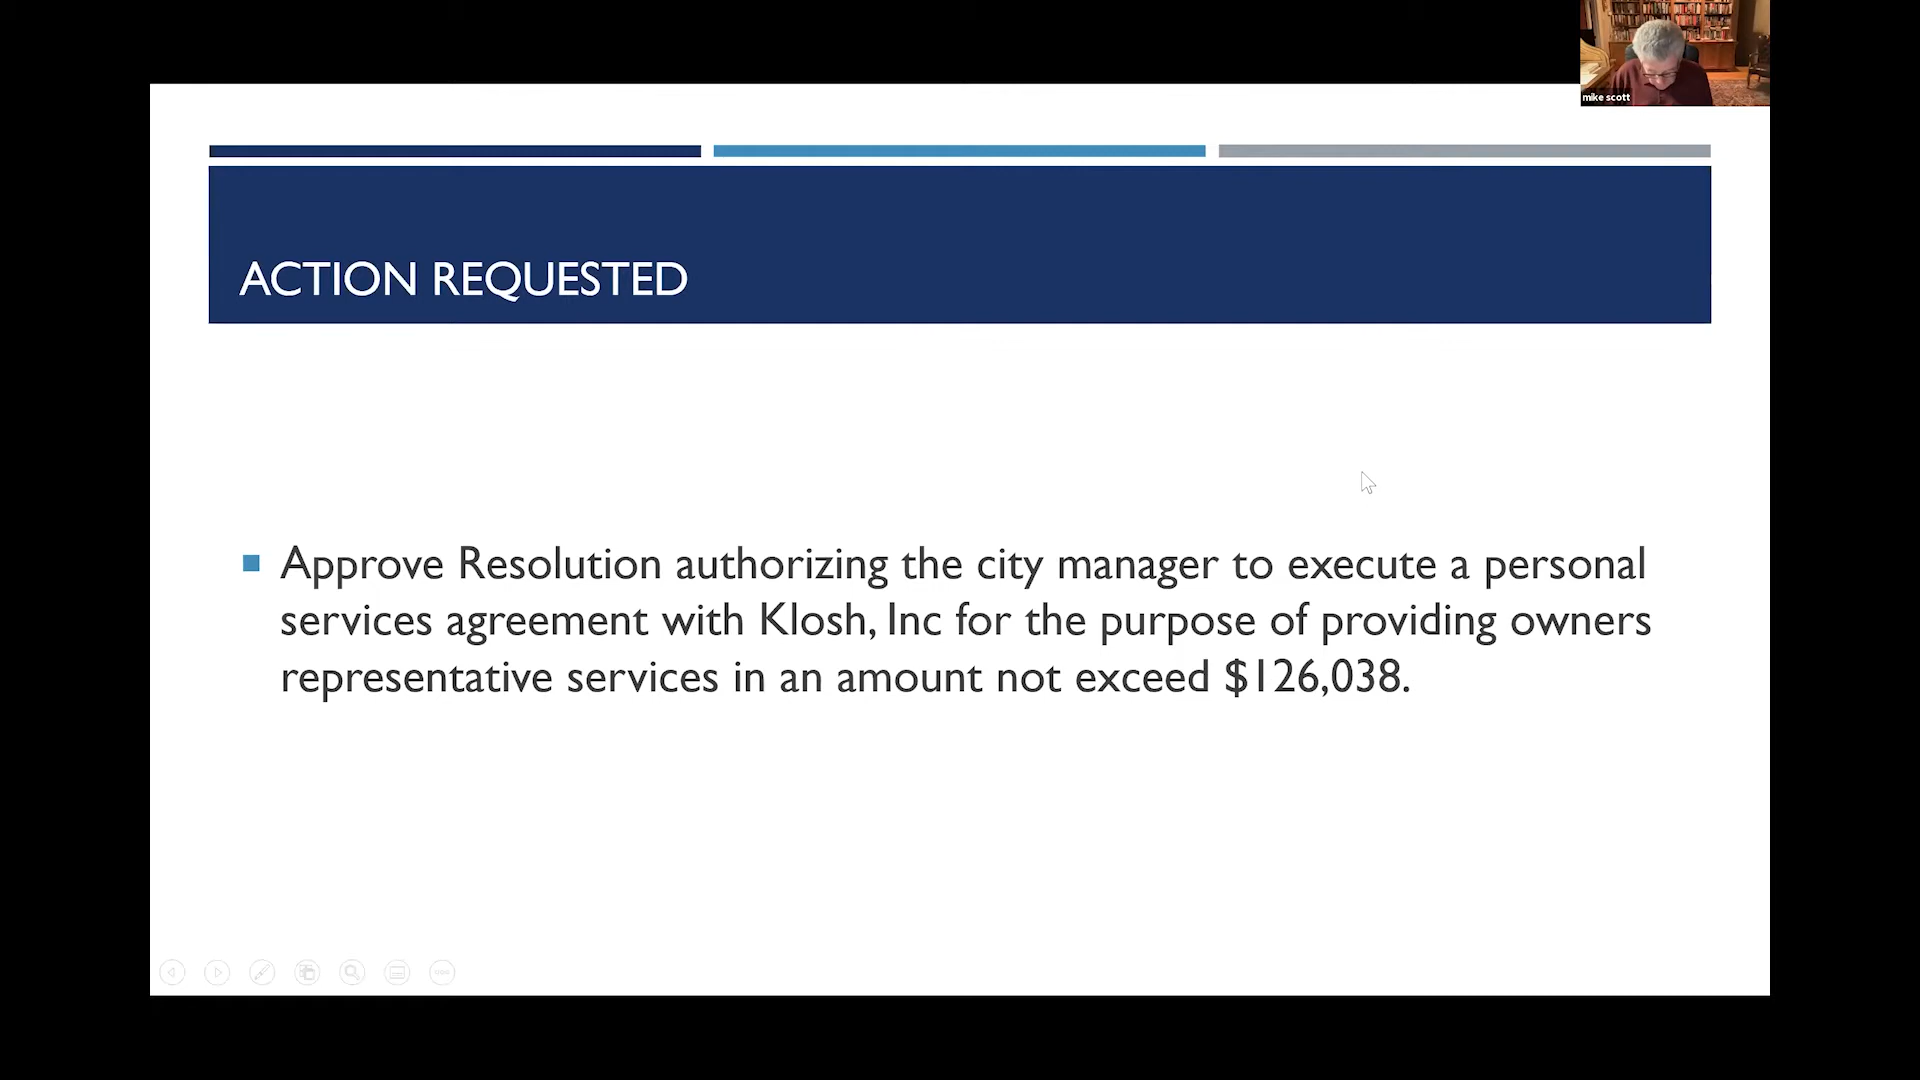 mike scott
ACTION REQUESTED
Approve Resolution authorizing the city manager to execute a personal
services agreement with Klosh, Inc for the purpose of providing owners
representative services in an amount not exceed $126,038.